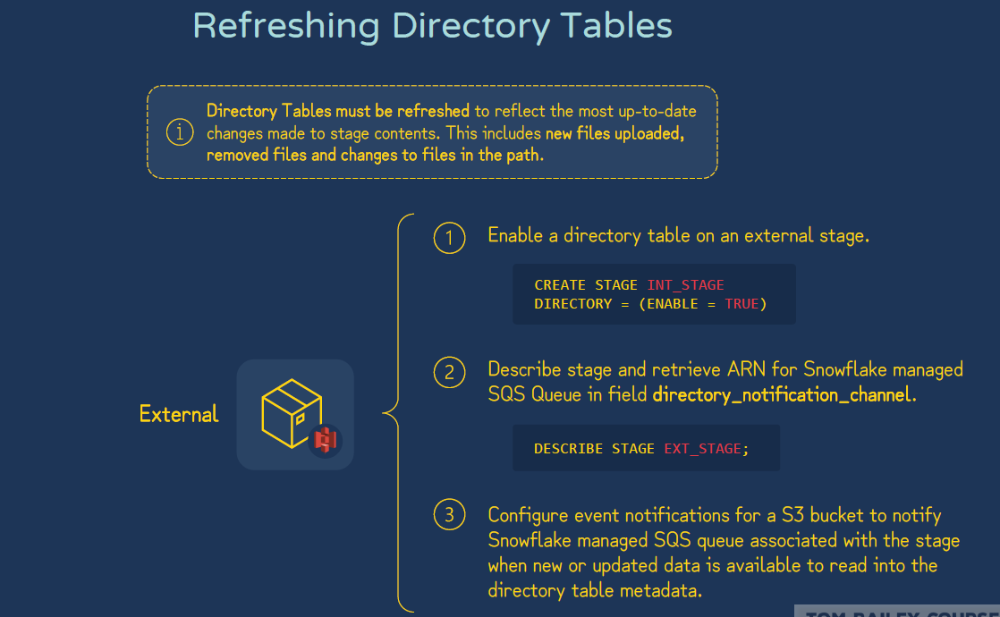 Refreshing Directory Tables
i
Directory Tables must be refreshed to reflect the most up-to-date
changes made to stage contents. This includes new files uploaded,
removed files and changes to files in the path.
External
1
Enable a directory table on an external stage.
CREATE STAGE INT_STAGE
DIRECTORY = (ENABLE = TRUE)
2
Describe stage and retrieve ARN for Snowflake managed
SQS Queue in field directory_notification_channel.
DESCRIBE STAGE EXT_STAGE;
3
Configure event notifications for a S3 bucket to notify
Snowflake managed SQS queue associated with the stage
when new or updated data is available to read into the
directory table metadata.
TOM BAILEY COURSE